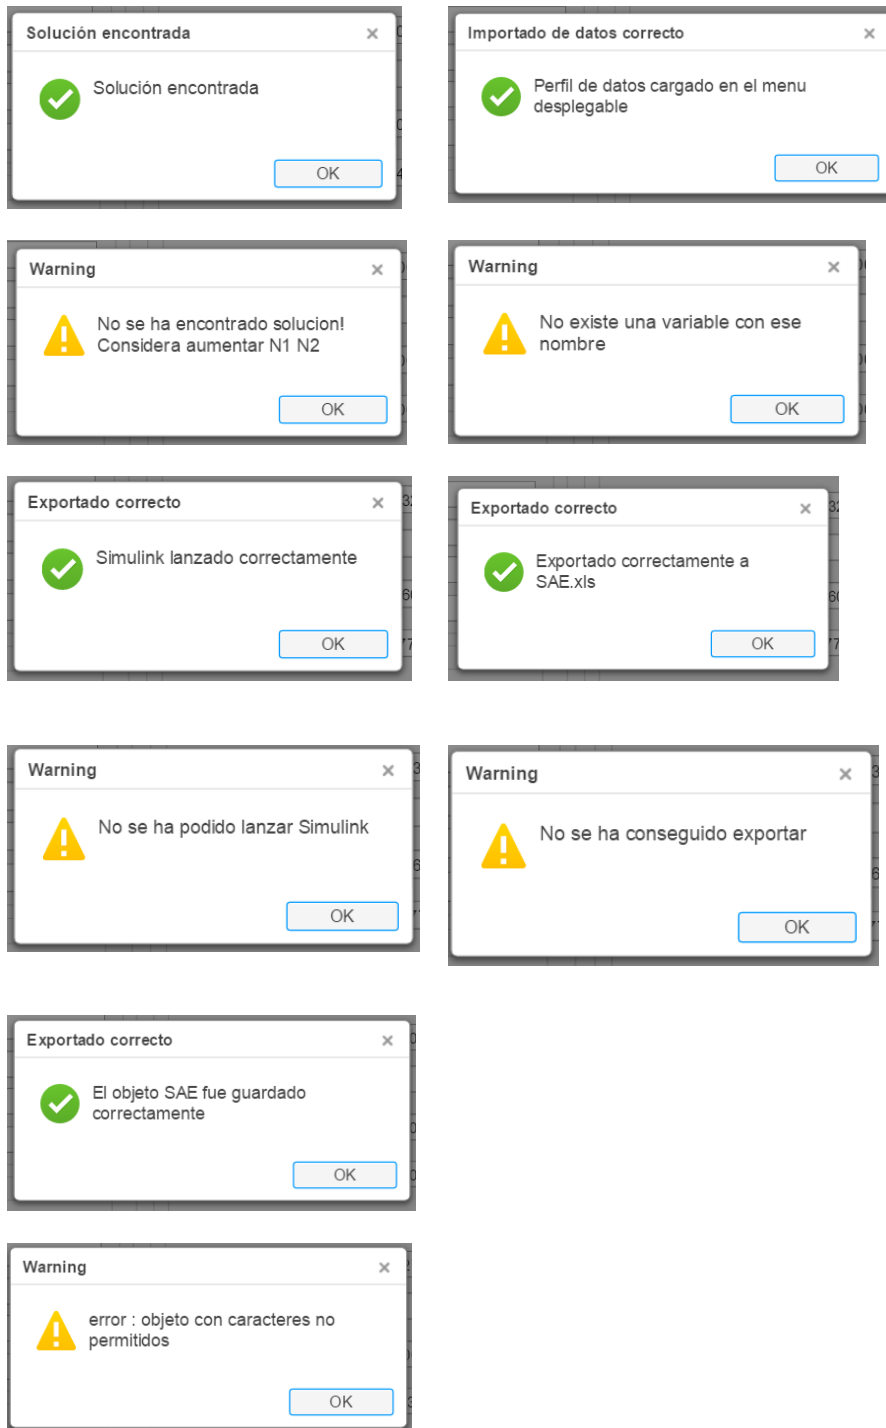 Solución encontrada
Solución encontrada
OK
Importado de datos correcto
Perfil de datos cargado en el menu
desplegable
OK
Warning
No se ha encontrado solucion!
Considera aumentar N1 N2
OK
Warning
No existe una variable con ese
nombre
OK
Exportado correcto
Simulink lanzado correctamente
OK
Exportado correcto
Exportado correctamente a
SAE.xls
OK
Warning
No se ha podido lanzar Simulink
OK
Warning
No se ha conseguido exportar
OK
Exportado correcto
El objeto SAE fue guardado
correctamente
OK
Warning
error : objeto con caracteres no
permitidos
OK